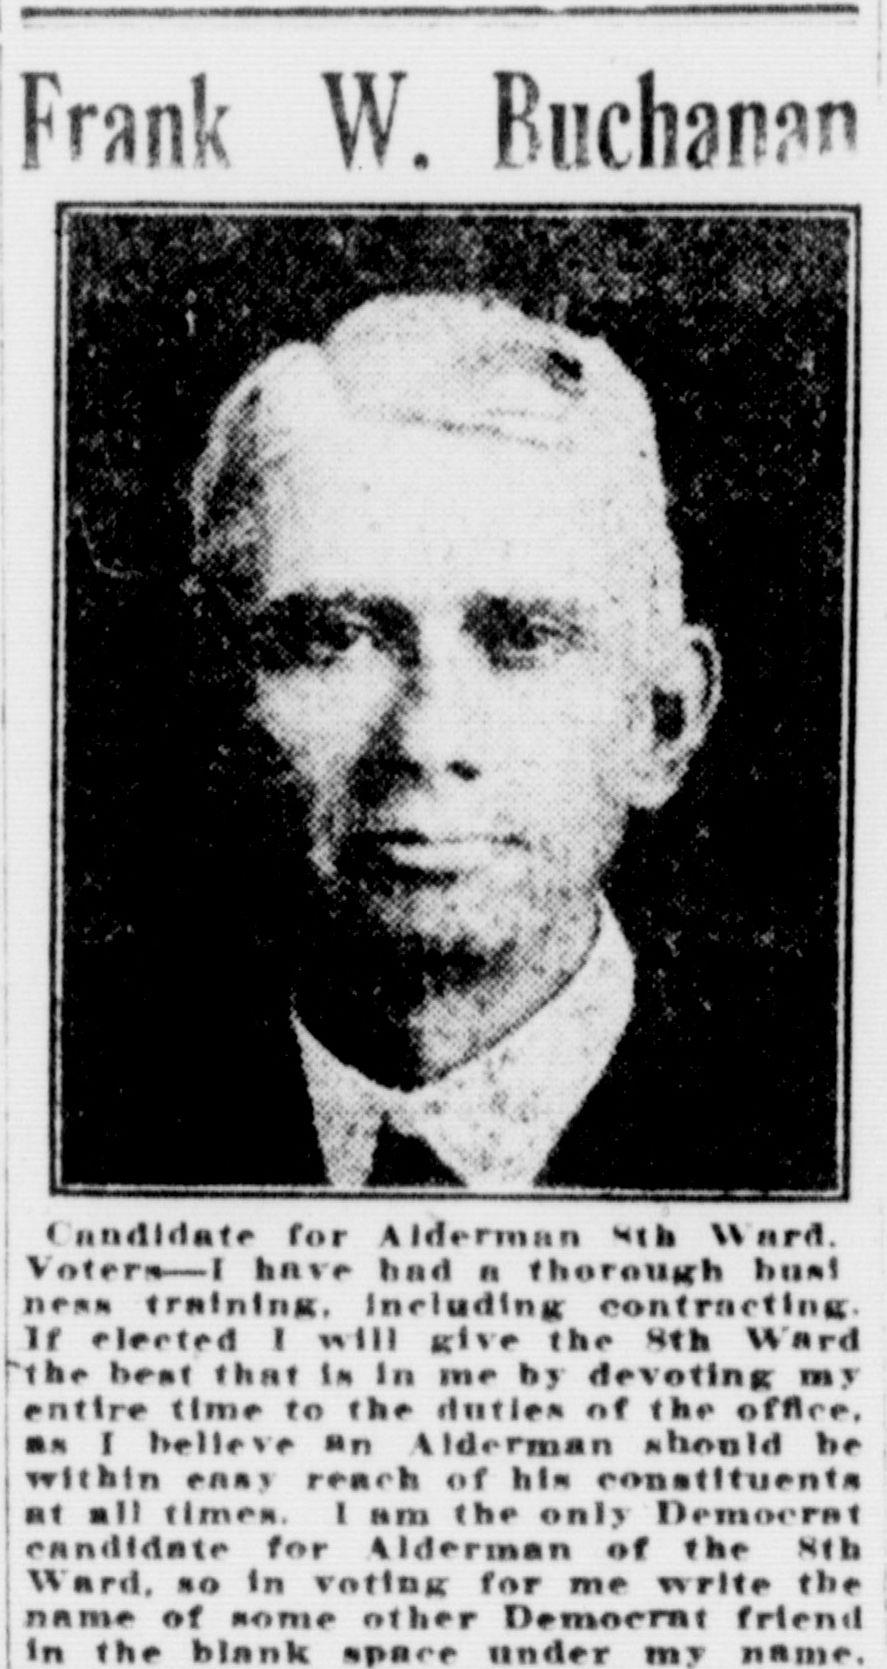 Frank W. Buchanan
Candidate for Alderman 8th Ward.
Voters—I have had a thorough busi
ness training, including contracting.
If elected I will give the 8th Ward
the best that is in me by devoting my
entire time to the duties of the office,
as I believe an Alderman should be
within easy reach of his constituents
at all times. I am the only Democrat
candidate for Alderman of the 8th
Ward, so in voting for me write the
name of some other Democrat friend
in the blank space under my name.